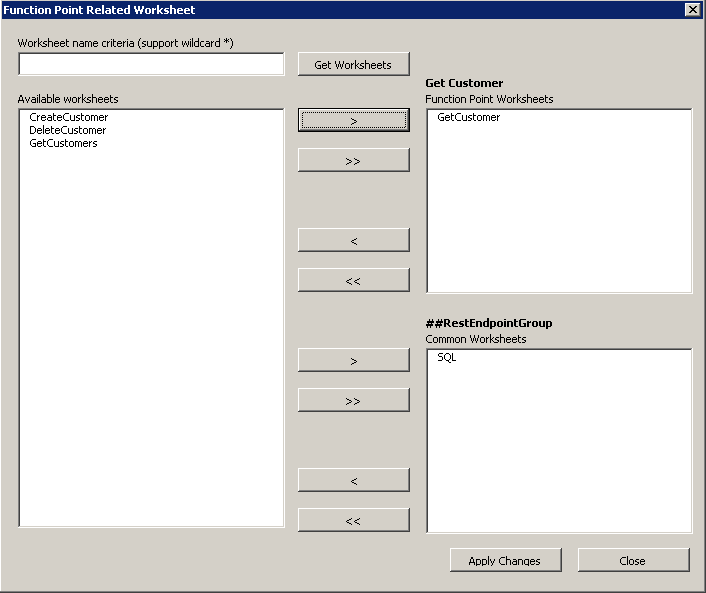 Function Point Related Worksheet
Worksheet name criteria (support wildcard *)
Get Worksheets
Available worksheets
CreateCustomer
DeleteCustomer
GetCustomers
>
>>
<
<<
Get Customer
Function Point Worksheets
GetCustomer
>
>>
<
<<
##RestEndpointGroup
Common Worksheets
SQL
Apply Changes
Close